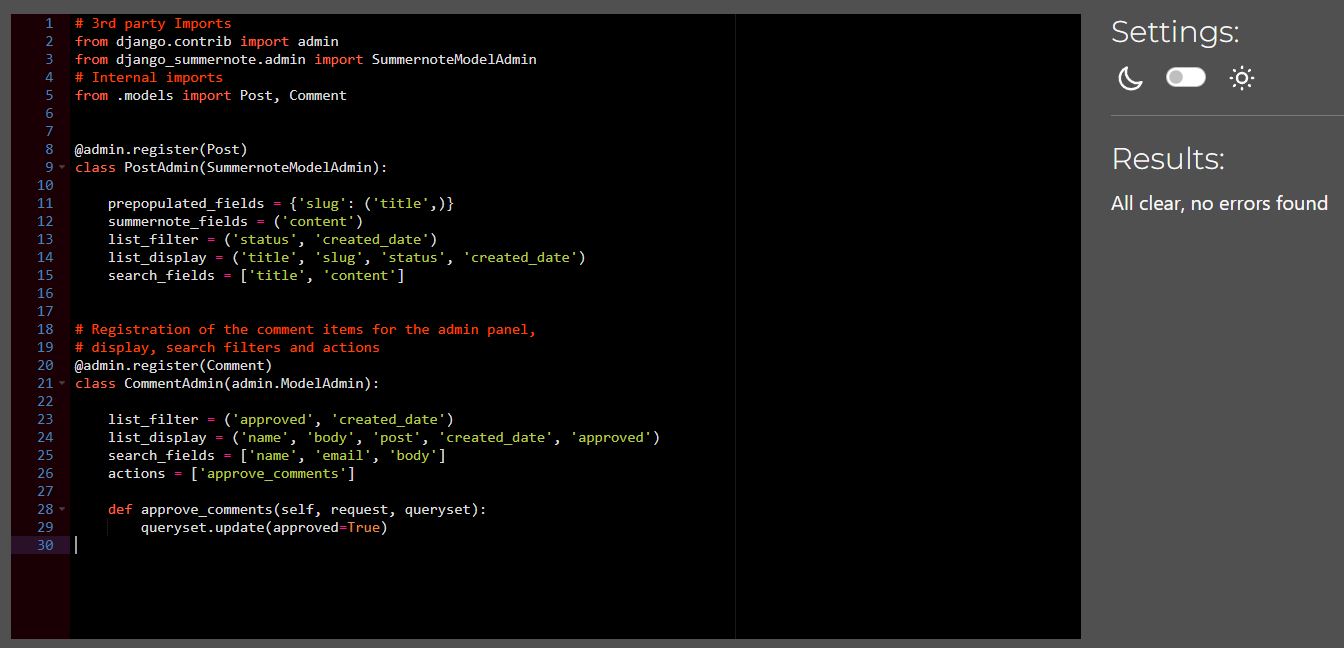 1 # 3rd party Imports
2 from django.contrib import admin
3 from django_summernote.admin import SummernoteModelAdmin
4 # Internal imports
5 from .models import Post, Comment
6
7
8 @admin.register(Post)
9 class PostAdmin(SummernoteModelAdmin):
10
11     prepopulated_fields = {'slug': ('title',)}
12     summernote_fields = ('content')
13     list_filter = ('status', 'created_date')
14     list_display = ('title', 'slug', 'status', 'created_date')
15     search_fields = ['title', 'content']
16
17
18 # Registration of the comment items for the admin panel,
19 # display, search filters and actions
20 @admin.register(Comment)
21 class CommentAdmin(admin.ModelAdmin):
22
23     list_filter = ('approved', 'created_date')
24     list_display = ('name', 'body', 'post', 'created_date', 'approved')
25     search_fields = ['name', 'email', 'body']
26     actions = ['approve_comments']
27
28     def approve_comments(self, request, queryset):
29         queryset.update(approved=True)
30
Settings:
Results:
All clear, no errors found